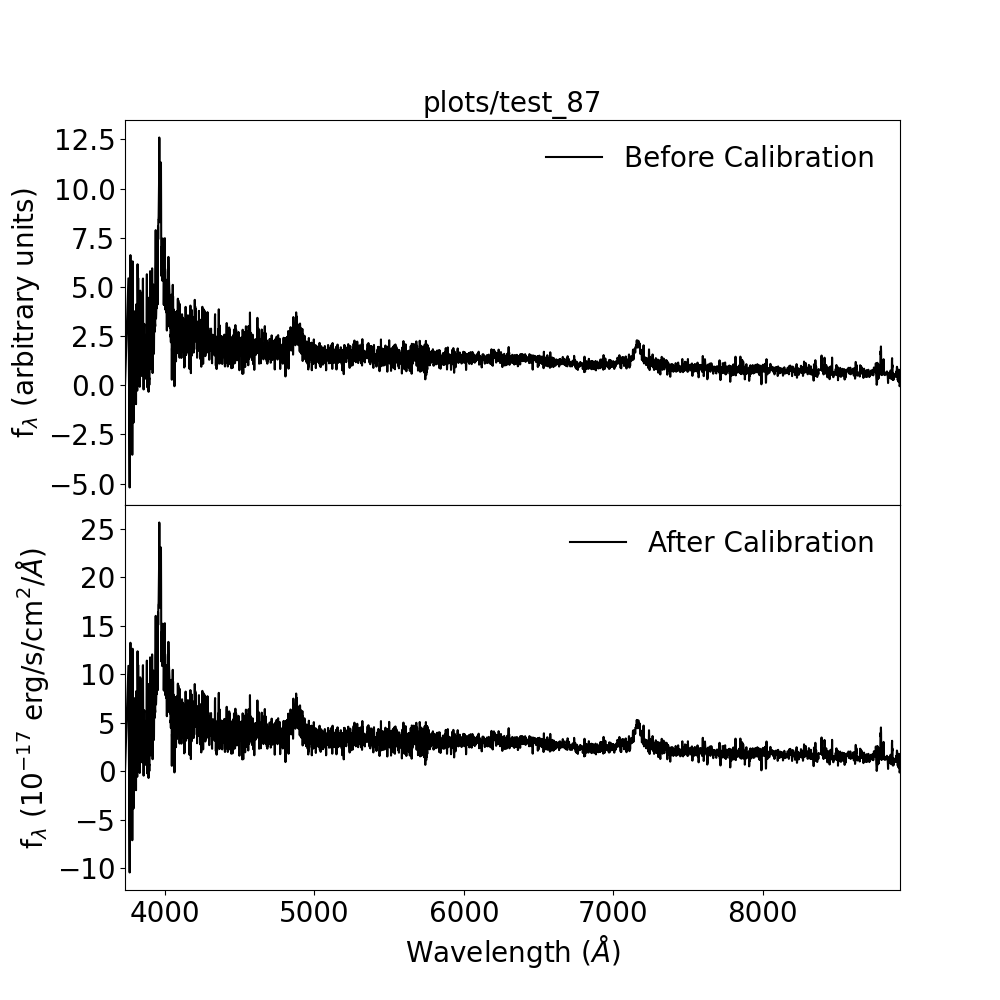 plots/test_87
Before Calibration
12.5
10.0
7.5
5.0
2.5
0.0
−2.5
−5.0
f_λ (arbitrary units)
After Calibration
25
20
15
10
5
0
−5
−10
f_λ (10^−17 erg/s/cm^2/Å)
4000 5000 6000 7000 8000
Wavelength (Å)